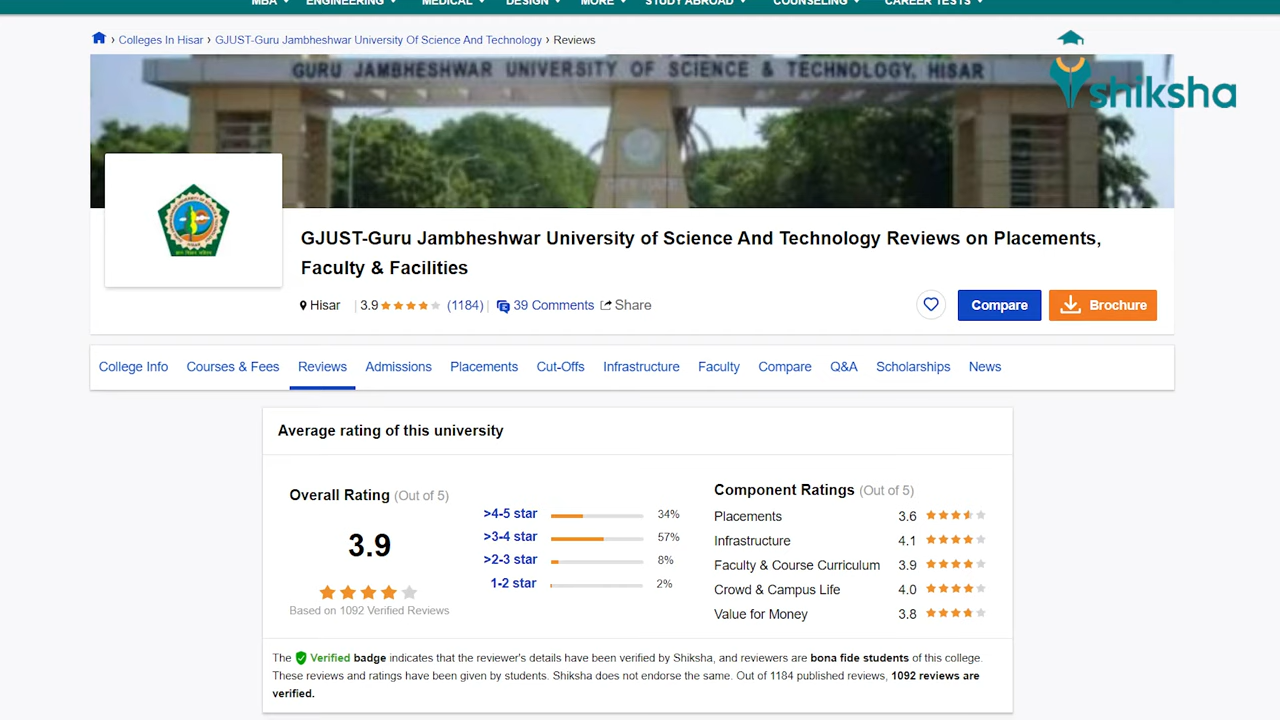 MBA ENGINEERING MEDICAL DESIGN MORE STUDY ABROAD COUNSELING CAREER TESTS
› Colleges In Hisar › GJUST-Guru Jambheshwar University Of Science And Technology › Reviews
GURU JAMBHESHWAR UNIVERSITY OF SCIENCE & TECHNOLOGY, HISAR
shiksha
GJUST-Guru Jambheshwar University of Science And Technology Reviews on Placements,
Faculty & Facilities
Hisar | 3.9 (1184) | 39 Comments Share
Compare Brochure
College Info Courses & Fees Reviews Admissions Placements Cut-Offs Infrastructure Faculty Compare Q&A Scholarships News
Average rating of this university
Overall Rating (Out of 5)
3.9
Based on 1092 Verified Reviews
>4-5 star 34%
>3-4 star 57%
>2-3 star 8%
1-2 star 2%
Component Ratings (Out of 5)
Placements 3.6
Infrastructure 4.1
Faculty & Course Curriculum 3.9
Crowd & Campus Life 4.0
Value for Money 3.8
The Verified badge indicates that the reviewer's details have been verified by Shiksha, and reviewers are bona fide students of this college.
These reviews and ratings have been given by students. Shiksha does not endorse the same. Out of 1184 published reviews, 1092 reviews are
verified.